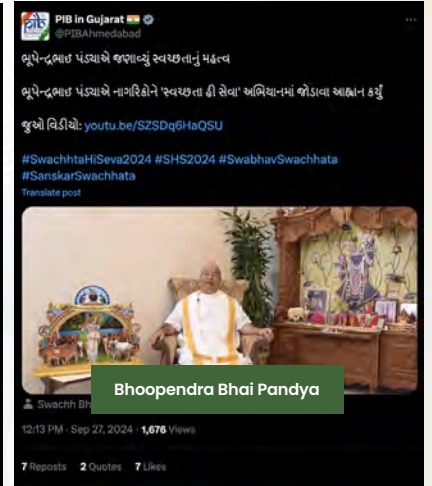 PIB in Gujarat
@PIBAhmedabad
ભૂપેન્દ્રભાઇ પંડ્યાએ જણાવ્યું સ્વચ્છતાનું મહત્વ
ભૂપેન્દ્રભાઇ પંડ્યાએ નાગરિકોને 'સ્વચ્છતા હી સેવા' અભિયાનમાં જોડાવા આહ્વાન કર્યું
જુઓ વિડીયો: youtu.be/SZSDq6HaQSU
#SwachhtaHiSeva2024 #SHS2024 #SwabhavSwachhata
#SanskarSwachhata
Translate post
Bhoopendra Bhai Pandya
Swachh Bh
12:13 PM · Sep 27, 2024 · 1,676 Views
7 Reposts 2 Quotes 7 Likes